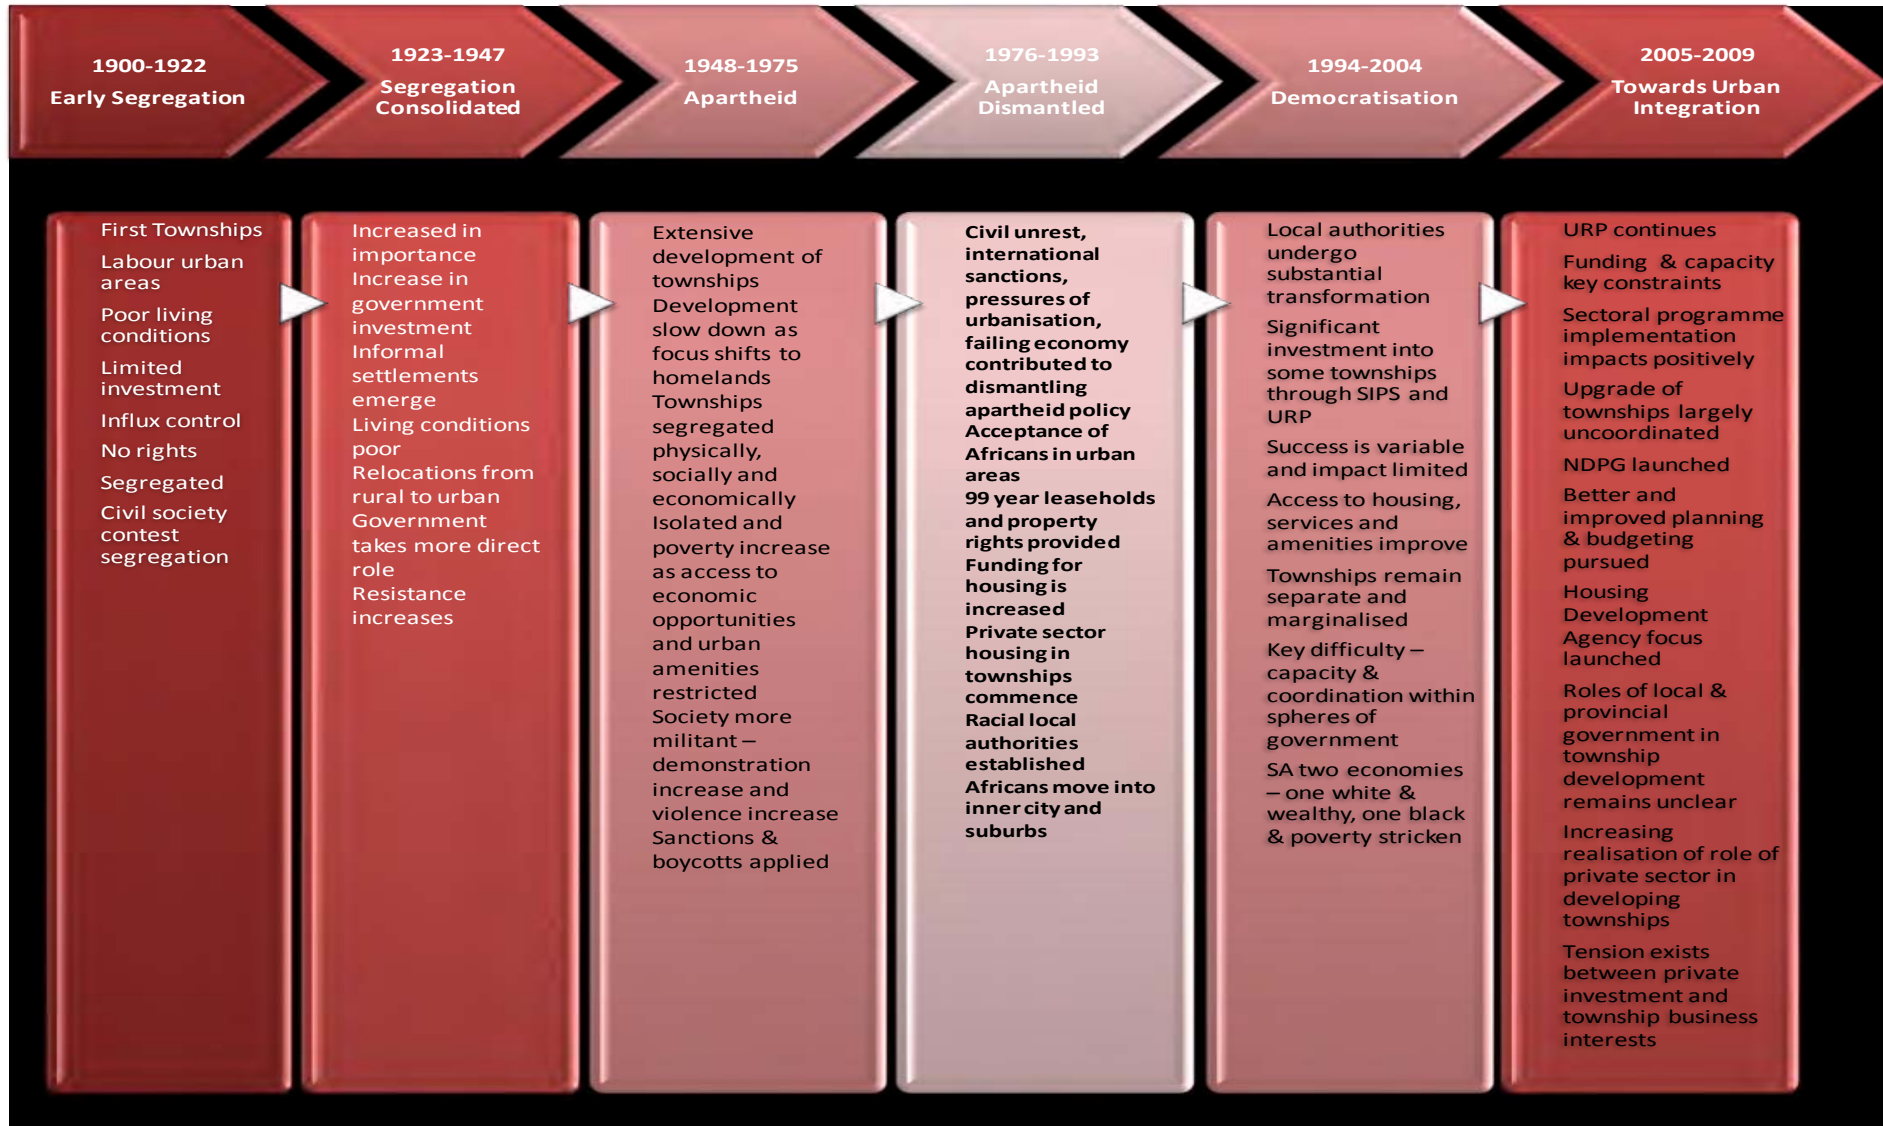 1900-1922
Early Segregation
1923-1947
Segregation
Consolidated
1948-1975
Apartheid
1976-1993
Apartheid
Dismantled
1994-2004
Democratisation
2005-2009
Towards Urban
Integration
First Townships
Labour urban
areas
Poor living
conditions
Limited
investment
Influx control
No rights
Segregated
Civil society
contest
segregation
Increased in
importance
Increase in
government
investment
Informal
settlements
emerge
Living conditions
poor
Relocations from
rural to urban
Government
takes more direct
role
Resistance
increases
Extensive
development of
townships
Development
slow down as
focus shifts to
homelands
Townships
segregated
physically,
socially and
economically
Isolated and
poverty increase
as access to
economic
opportunities
and urban
amenities
restricted
Society more
militant –
demonstration
increase and
violence increase
Sanctions &
boycotts applied
Civil unrest,
international
sanctions,
pressures of
urbanisation,
failing economy
contributed to
dismantling
apartheid policy
Acceptance of
Africans in urban
areas
99 year leaseholds
and property
rights provided
Funding for
housing is
increased
Private sector
housing in
townships
commence
Racial local
authorities
established
Africans move into
inner city and
suburbs
Local authorities
undergo
substantial
transformation
Significant
investment into
some townships
through SIPS and
URP
Success is variable
and impact limited
Access to housing,
services and
amenities improve
Townships remain
separate and
marginalised
Key difficulty –
capacity &
coordination within
spheres of
government
SA two economies
– one white &
wealthy, one black
& poverty stricken
URP continues
Funding & capacity
key constraints
Sectoral programme
implementation
impacts positively
Upgrade of
townships largely
uncoordinated
NDPG launched
Better and
improved planning
& budgeting
pursued
Housing
Development
Agency focus
launched
Roles of local &
provincial
government in
township
development
remains unclear
Increasing
realisation of role of
private sector in
developing
townships
Tension exists
between private
investment and
township business
interests